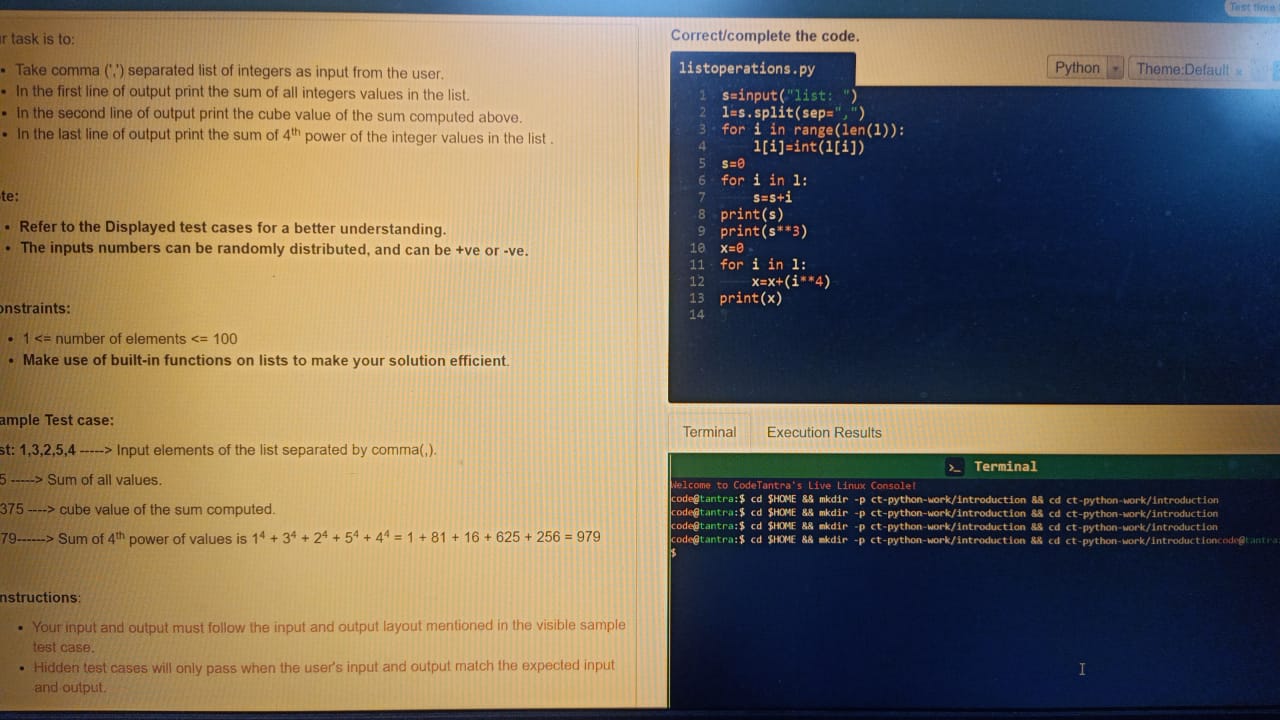 Test time
r task is to:
• Take comma (',') separated list of integers as input from the user.
• In the first line of output print the sum of all integers values in the list.
• In the second line of output print the cube value of the sum computed above.
• In the last line of output print the sum of 4th power of the integer values in the list .
te:
• Refer to the Displayed test cases for a better understanding.
• The inputs numbers can be randomly distributed, and can be +ve or -ve.
onstraints:
• 1 <= number of elements <= 100
• Make use of built-in functions on lists to make your solution efficient.
ample Test case:
st: 1,3,2,5,4 -----> Input elements of the list separated by comma(,).
5 -----> Sum of all values.
375 ----> cube value of the sum computed.
79------> Sum of 4th power of values is 1⁴ + 3⁴ + 2⁴ + 5⁴ + 4⁴ = 1 + 81 + 16 + 625 + 256 = 979
nstructions:
• Your input and output must follow the input and output layout mentioned in the visible sample
test case.
• Hidden test cases will only pass when the user's input and output match the expected input
and output.
Correct/complete the code.
listoperations.py
Python
Theme:Default
1 s=input("list: ")
2 l=s.split(sep=",")
3 for i in range(len(l)):
4     l[i]=int(l[i])
5 s=0
6 for i in l:
7     s=s+i
8 print(s)
9 print(s**3)
10 x=0
11 for i in l:
12     x=x+(i**4)
13 print(x)
14
Terminal Execution Results
>_ Terminal
Welcome to CodeTantra's Live Linux Console!
code@tantra:$ cd $HOME && mkdir -p ct-python-work/introduction && cd ct-python-work/introduction
code@tantra:$ cd $HOME && mkdir -p ct-python-work/introduction && cd ct-python-work/introduction
code@tantra:$ cd $HOME && mkdir -p ct-python-work/introduction && cd ct-python-work/introduction
code@tantra:$ cd $HOME && mkdir -p ct-python-work/introduction && cd ct-python-work/introductioncode@tantra:
$